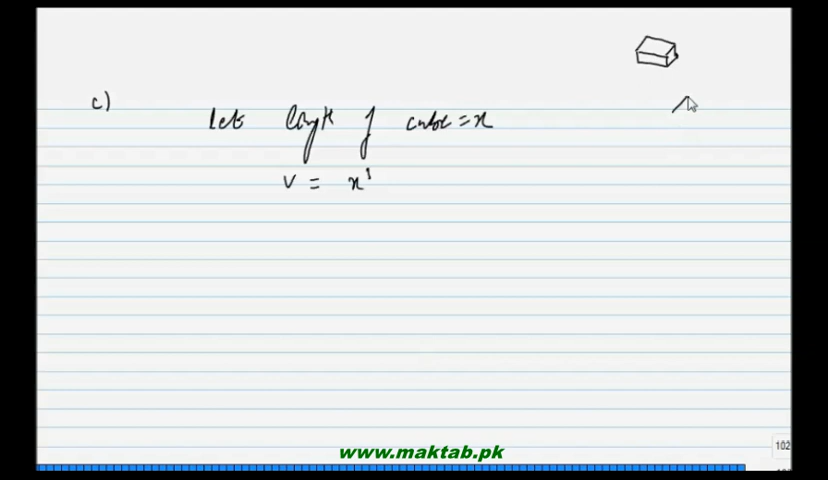 c) let length of cube = x
v = x³
102
www.maktab.pk